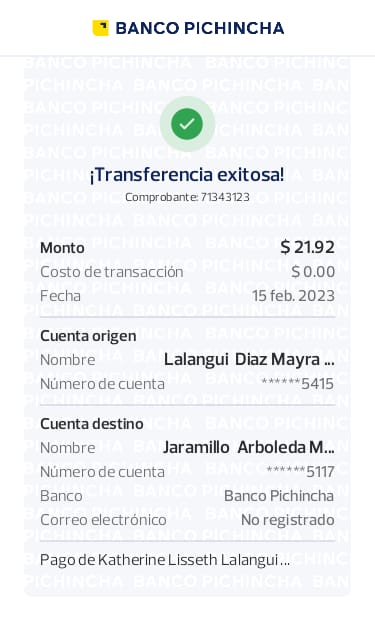 BANCO PICHINCHA
¡Transferencia exitosa!
Comprobante: 71343123
Monto $ 21.92
Costo de transacción $ 0.00
Fecha 15 feb. 2023
Cuenta origen
Nombre Lalangui Diaz Mayra ...
Número de cuenta ******5415
Cuenta destino
Nombre Jaramillo Arboleda M...
Número de cuenta ******5117
Banco Banco Pichincha
Correo electrónico No registrado
Pago de Katherine Lisseth Lalangui ...